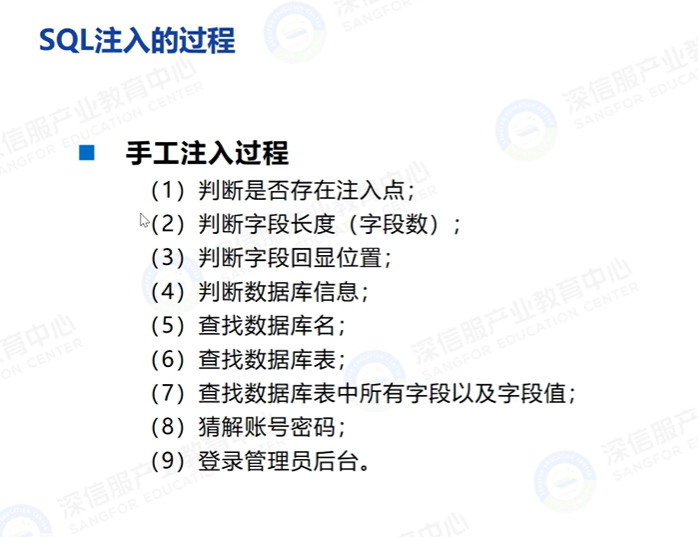 SQL注入的过程
手工注入过程
（1）判断是否存在注入点；
（2）判断字段长度（字段数）；
（3）判断字段回显位置；
（4）判断数据库信息；
（5）查找数据库名；
（6）查找数据库表；
（7）查找数据库表中所有字段以及字段值；
（8）猜解账号密码；
（9）登录管理员后台。
深信服产业教育中心
SANGFOR EDUCATION CENTER